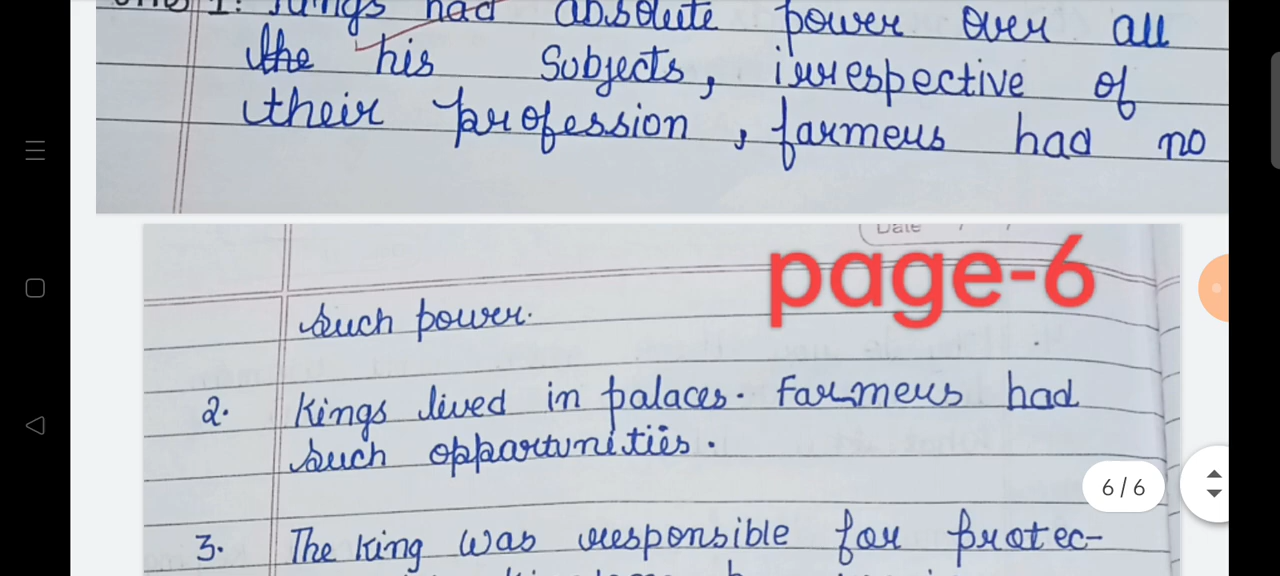 1. Kings had absolute power over all
the his Subjects, irrespective of
their profession, farmers had no
Date
page-6
such power.
2. Kings lived in palaces. Farmers had
such opportunities.
3. The King was responsible for protec-
6/6